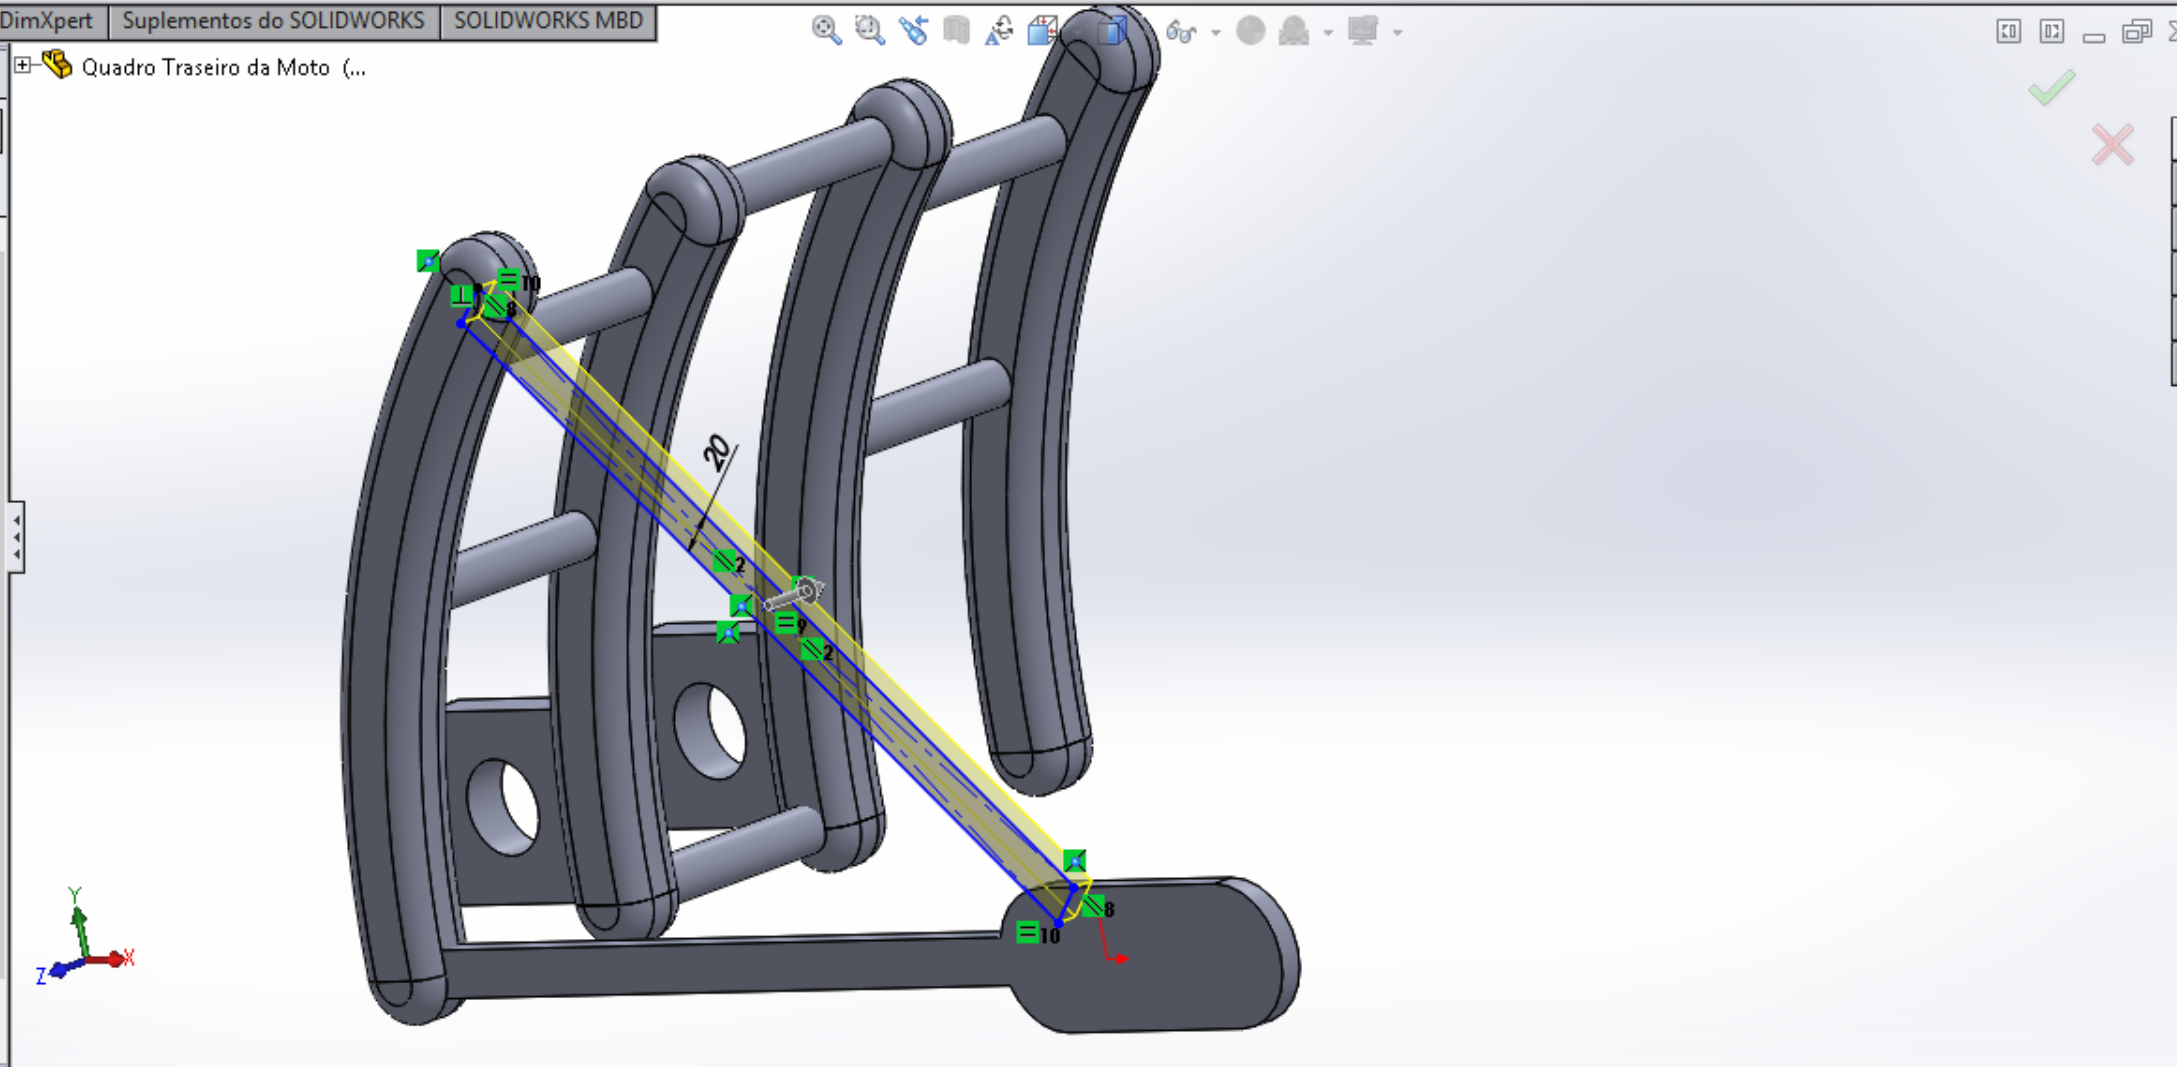 DimXpert Suplementos do SOLIDWORKS SOLIDWORKS MBD
Quadro Traseiro da Moto (...
10
8
20
2
9
2
8
10
Y
X
Z